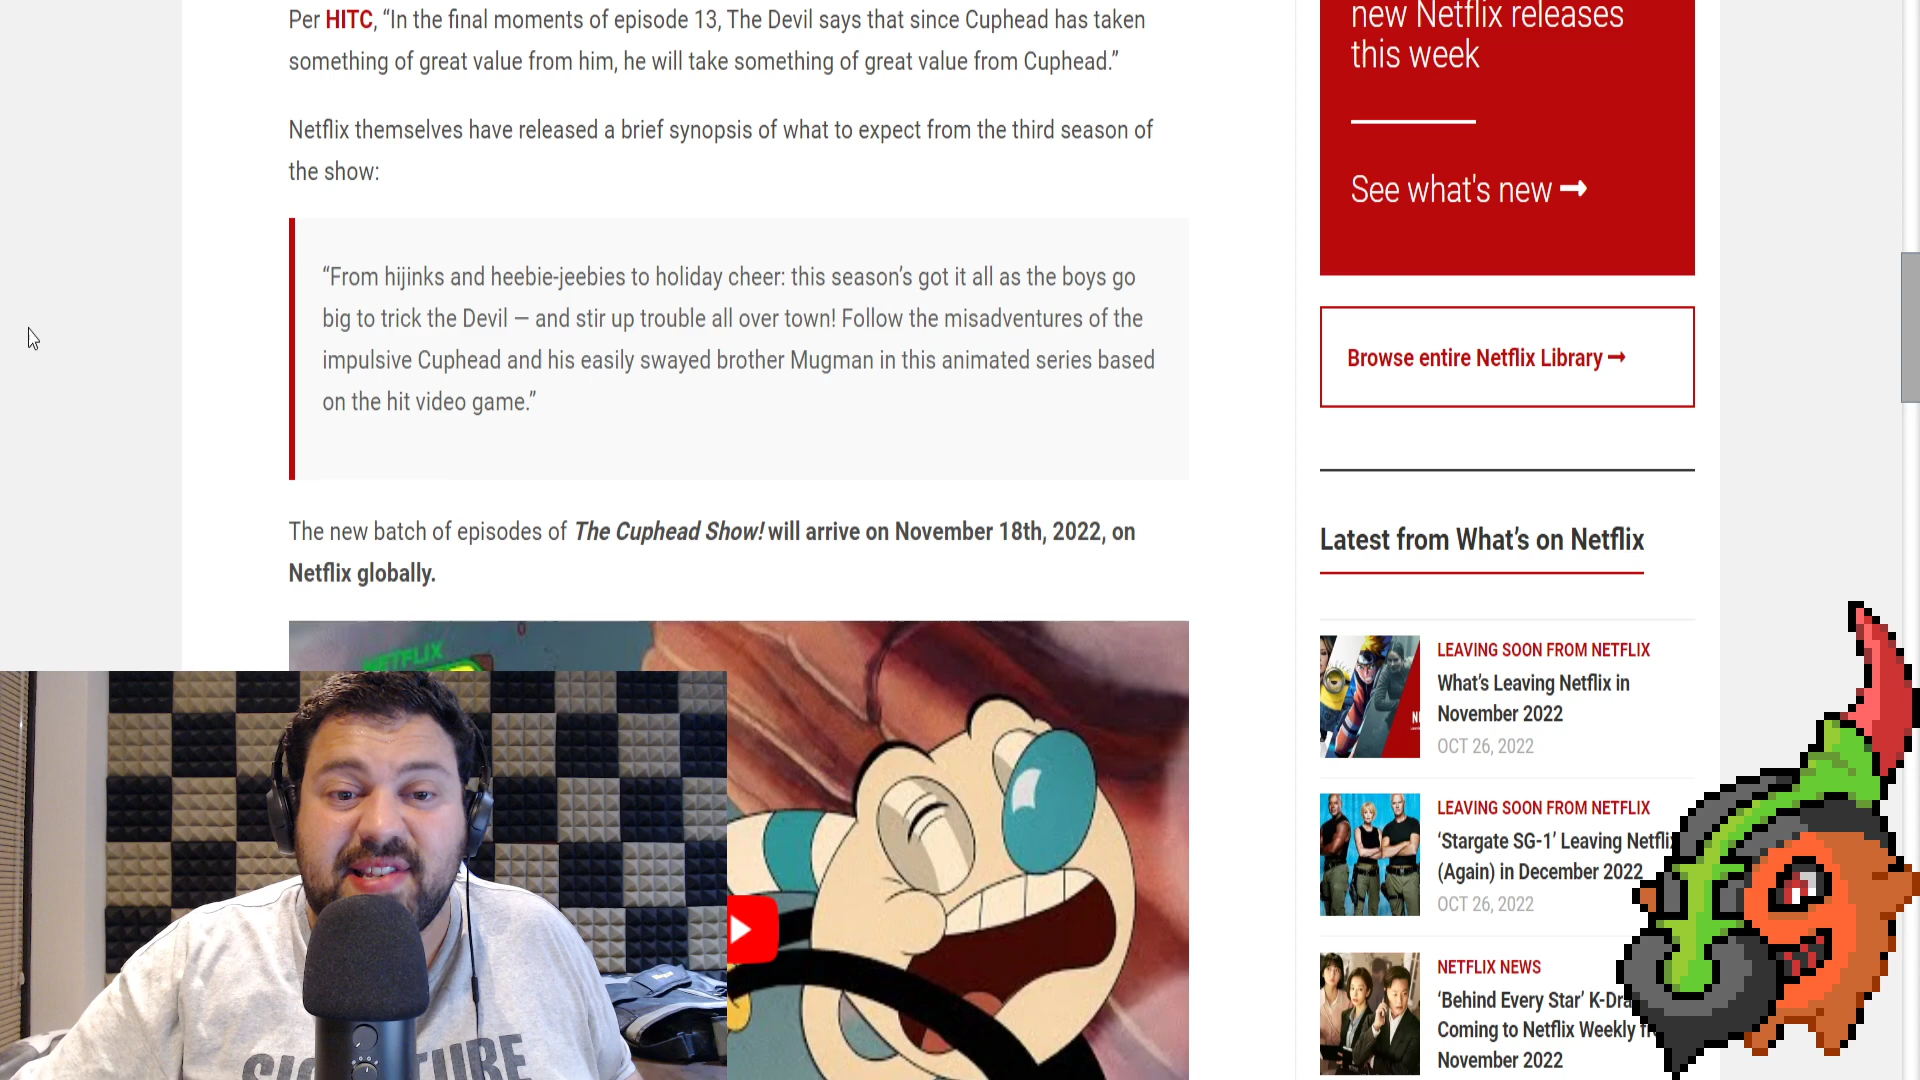 Per HITC, “In the final moments of episode 13, The Devil says that since Cuphead has taken
something of great value from him, he will take something of great value from Cuphead.”
Netflix themselves have released a brief synopsis of what to expect from the third season of
the show:
“From hijinks and heebie-jeebies to holiday cheer: this season’s got it all as the boys go
big to trick the Devil — and stir up trouble all over town! Follow the misadventures of the
impulsive Cuphead and his easily swayed brother Mugman in this animated series based
on the hit video game.”
The new batch of episodes of The Cuphead Show! will arrive on November 18th, 2022, on
Netflix globally.
NETFLIX
SIGNATURE
new Netflix releases
this week
See what's new
Browse entire Netflix Library
Latest from What’s on Netflix
LEAVING SOON FROM NETFLIX
What’s Leaving Netflix in
November 2022
OCT 26, 2022
LEAVING SOON FROM NETFLIX
‘Stargate SG-1’ Leaving Netflix
(Again) in December 2022
OCT 26, 2022
NETFLIX NEWS
‘Behind Every Star’ K-Dra
Coming to Netflix Weekly
November 2022